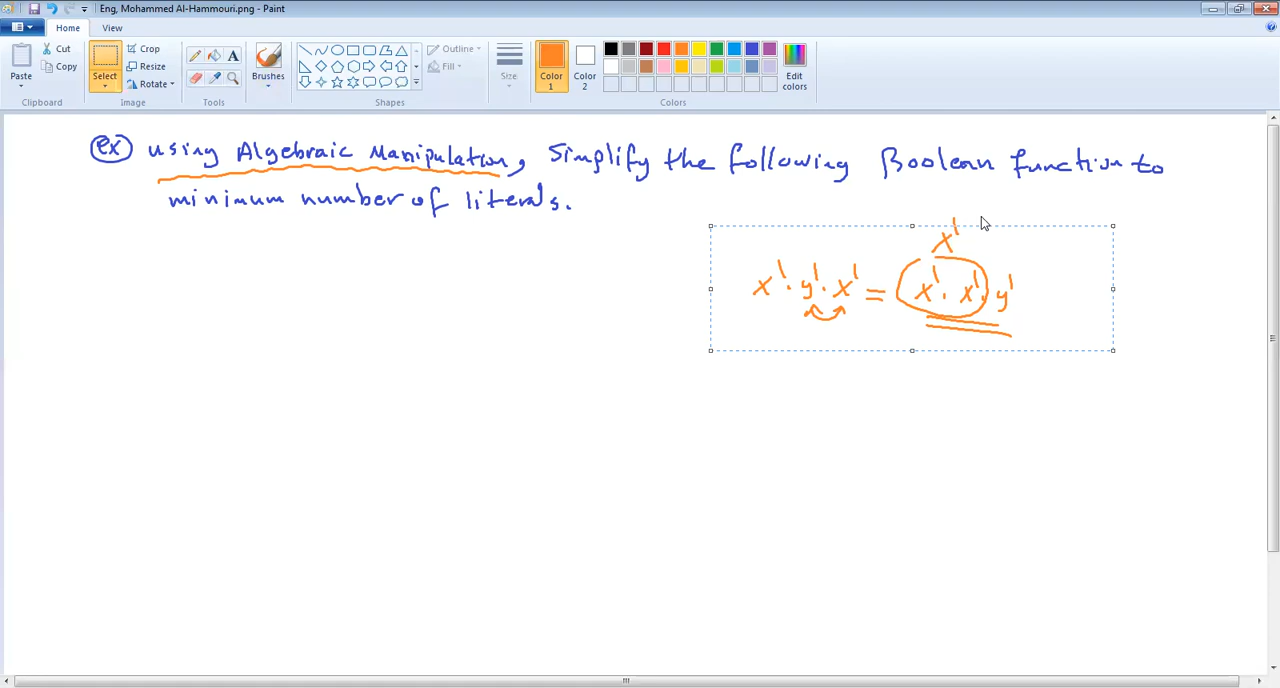 Eng, Mohammed Al-Hammouri.png - Paint
Home View
Paste
Cut
Copy
Clipboard
Select
Crop
Resize
Rotate
Image
A
Tools
Brushes
Outline
Fill
Shapes
Size
Color 1
Color 2
Edit colors
Colors
ex using Algebraic Manipulation, Simplify the following Boolean function to
minimum number of literals.
x'
x' · y' · x' = x' · x' · y'